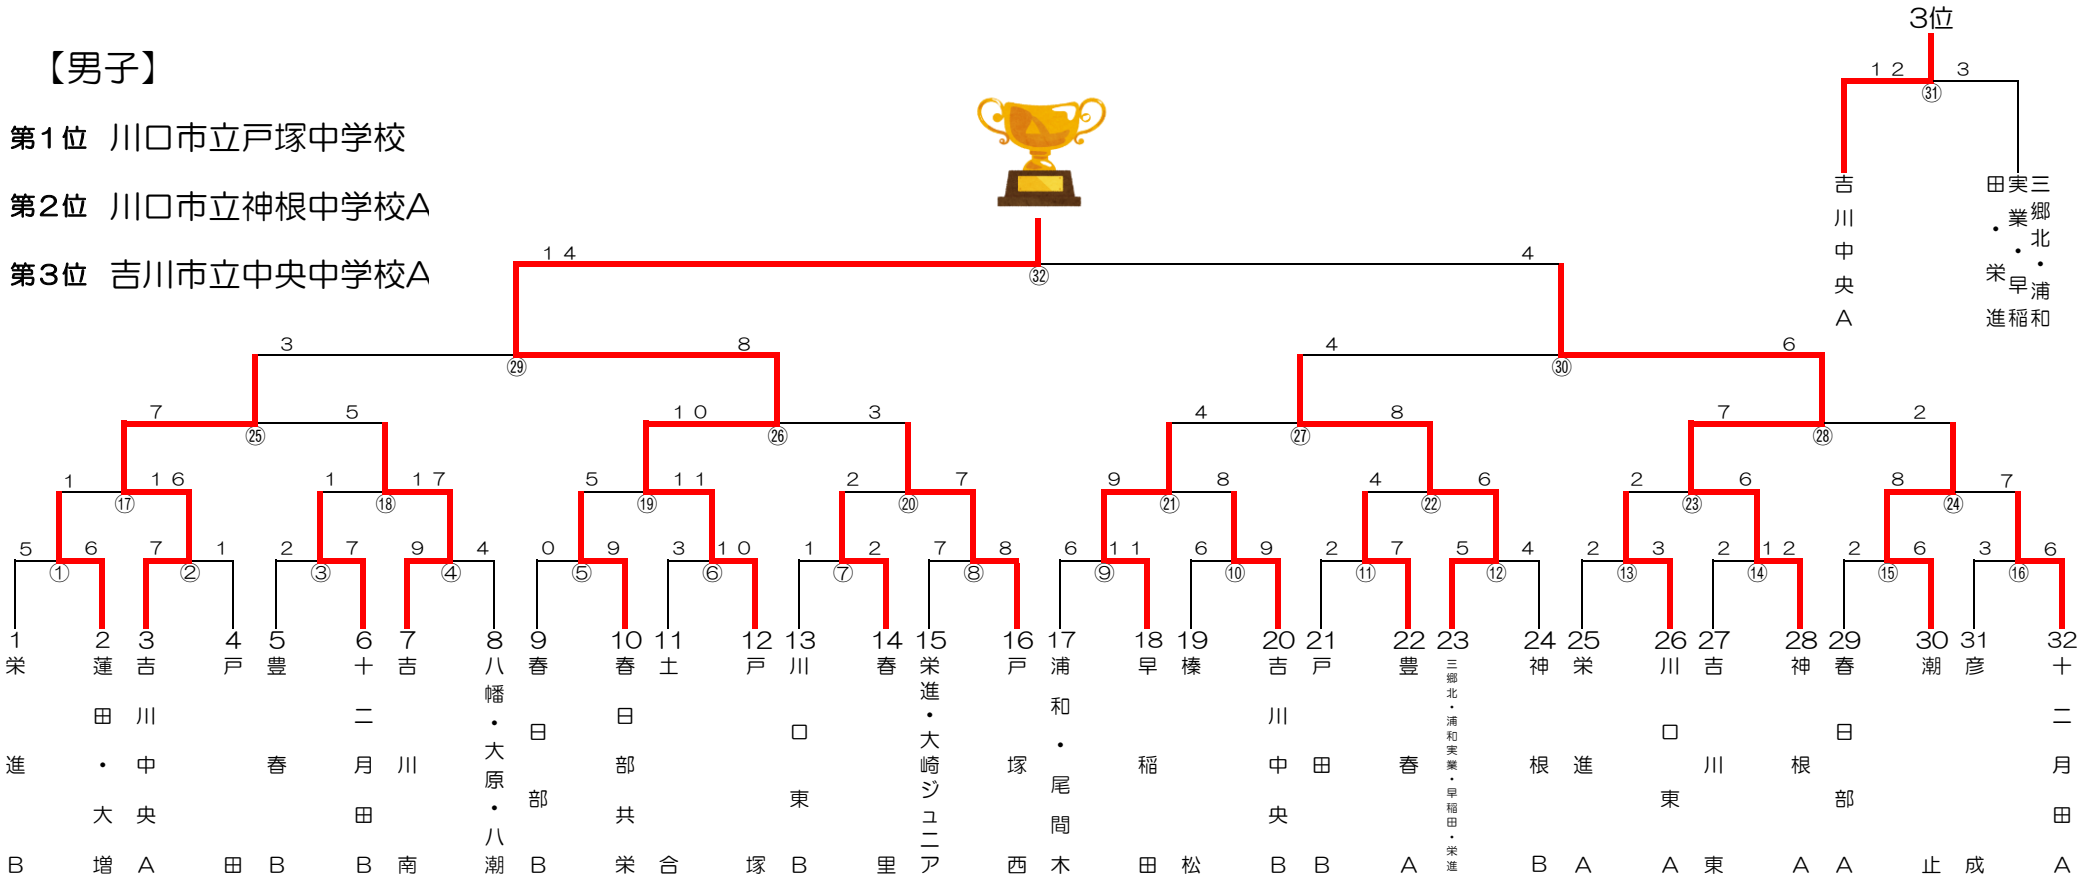 【男子】
第1位 川口市立戸塚中学校
第2位 川口市立神根中学校A
第3位 吉川市立中央中学校A
3位
12 3
㉛
吉川中央A
三郷北・浦和実業・早稲田・栄進
14 4
㉜
3 8 4 6
㉙ ㉚
7 5 10 3 4 8 7 2
㉕ ㉖ ㉗ ㉘
1 16 1 17 5 11 2 7 9 8 4 6 2 6 8 7
⑰ ⑱ ⑲ ⑳ ㉑ ㉒ ㉓ ㉔
5 6 7 1 2 7 9 4 0 9 3 10 1 2 7 8 6 11 6 9 2 7 5 4 2 3 2 12 2 6 3 6
① ② ③ ④ ⑤ ⑥ ⑦ ⑧ ⑨ ⑩ ⑪ ⑫ ⑬ ⑭ ⑮ ⑯
1 2 3 4 5 6 7 8 9 10 11 12 13 14 15 16 17 18 19 20 21 22 23 24 25 26 27 28 29 30 31 32
栄進B
蓮田・大増
吉川中央A
戸田
豊春B
十二月田B
吉川南
八幡・大原・八潮
春日部B
春日部共栄
土合
戸塚
川口東B
春里
栄進・大崎ジュニア
戸塚西
浦和・尾間木
早稲田
榛松
吉川中央B
戸田B
豊春A
三郷北・浦和実業・早稲田・栄進
神根B
栄進A
川口東A
吉川東
神根A
春日部A
潮止
彦成
十二月田A